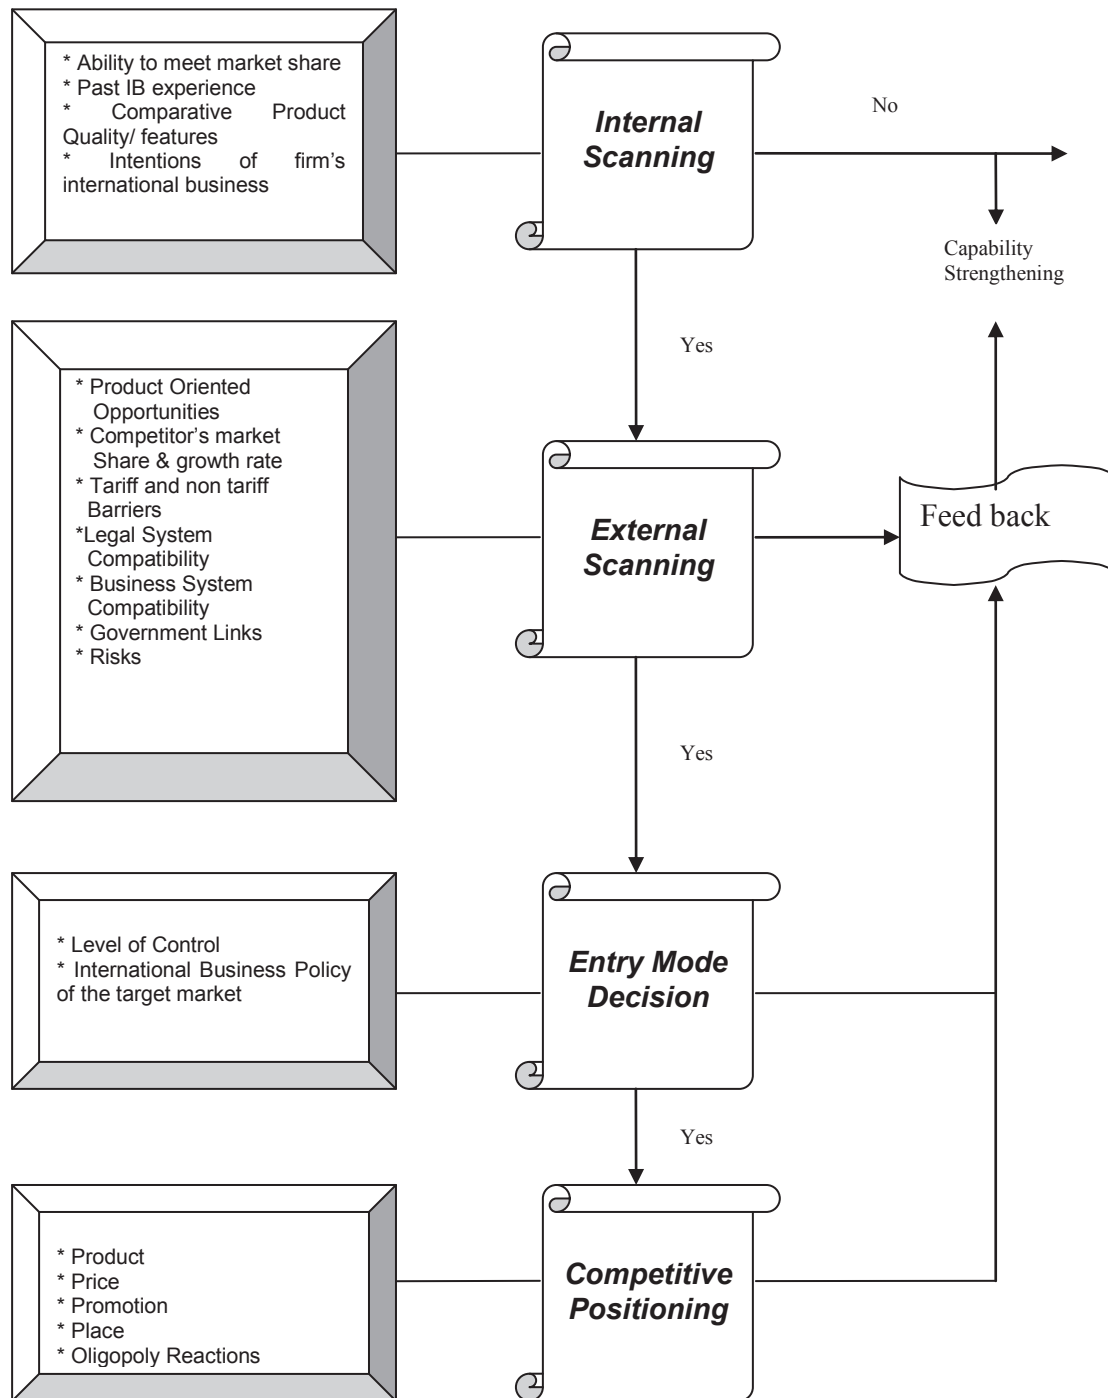 * Ability to meet market share
* Past IB experience
* Comparative Product
Quality/ features
* Intentions of firm's
international business
Internal
Scanning
No
Capability
Strengthening
Yes
* Product Oriented
Opportunities
* Competitor's market
Share & growth rate
* Tariff and non tariff
Barriers
*Legal System
Compatibility
* Business System
Compatibility
* Government Links
* Risks
External
Scanning
Feed back
Yes
* Level of Control
* International Business Policy
of the target market
Entry Mode
Decision
Yes
* Product
* Price
* Promotion
* Place
* Oligopoly Reactions
Competitive
Positioning